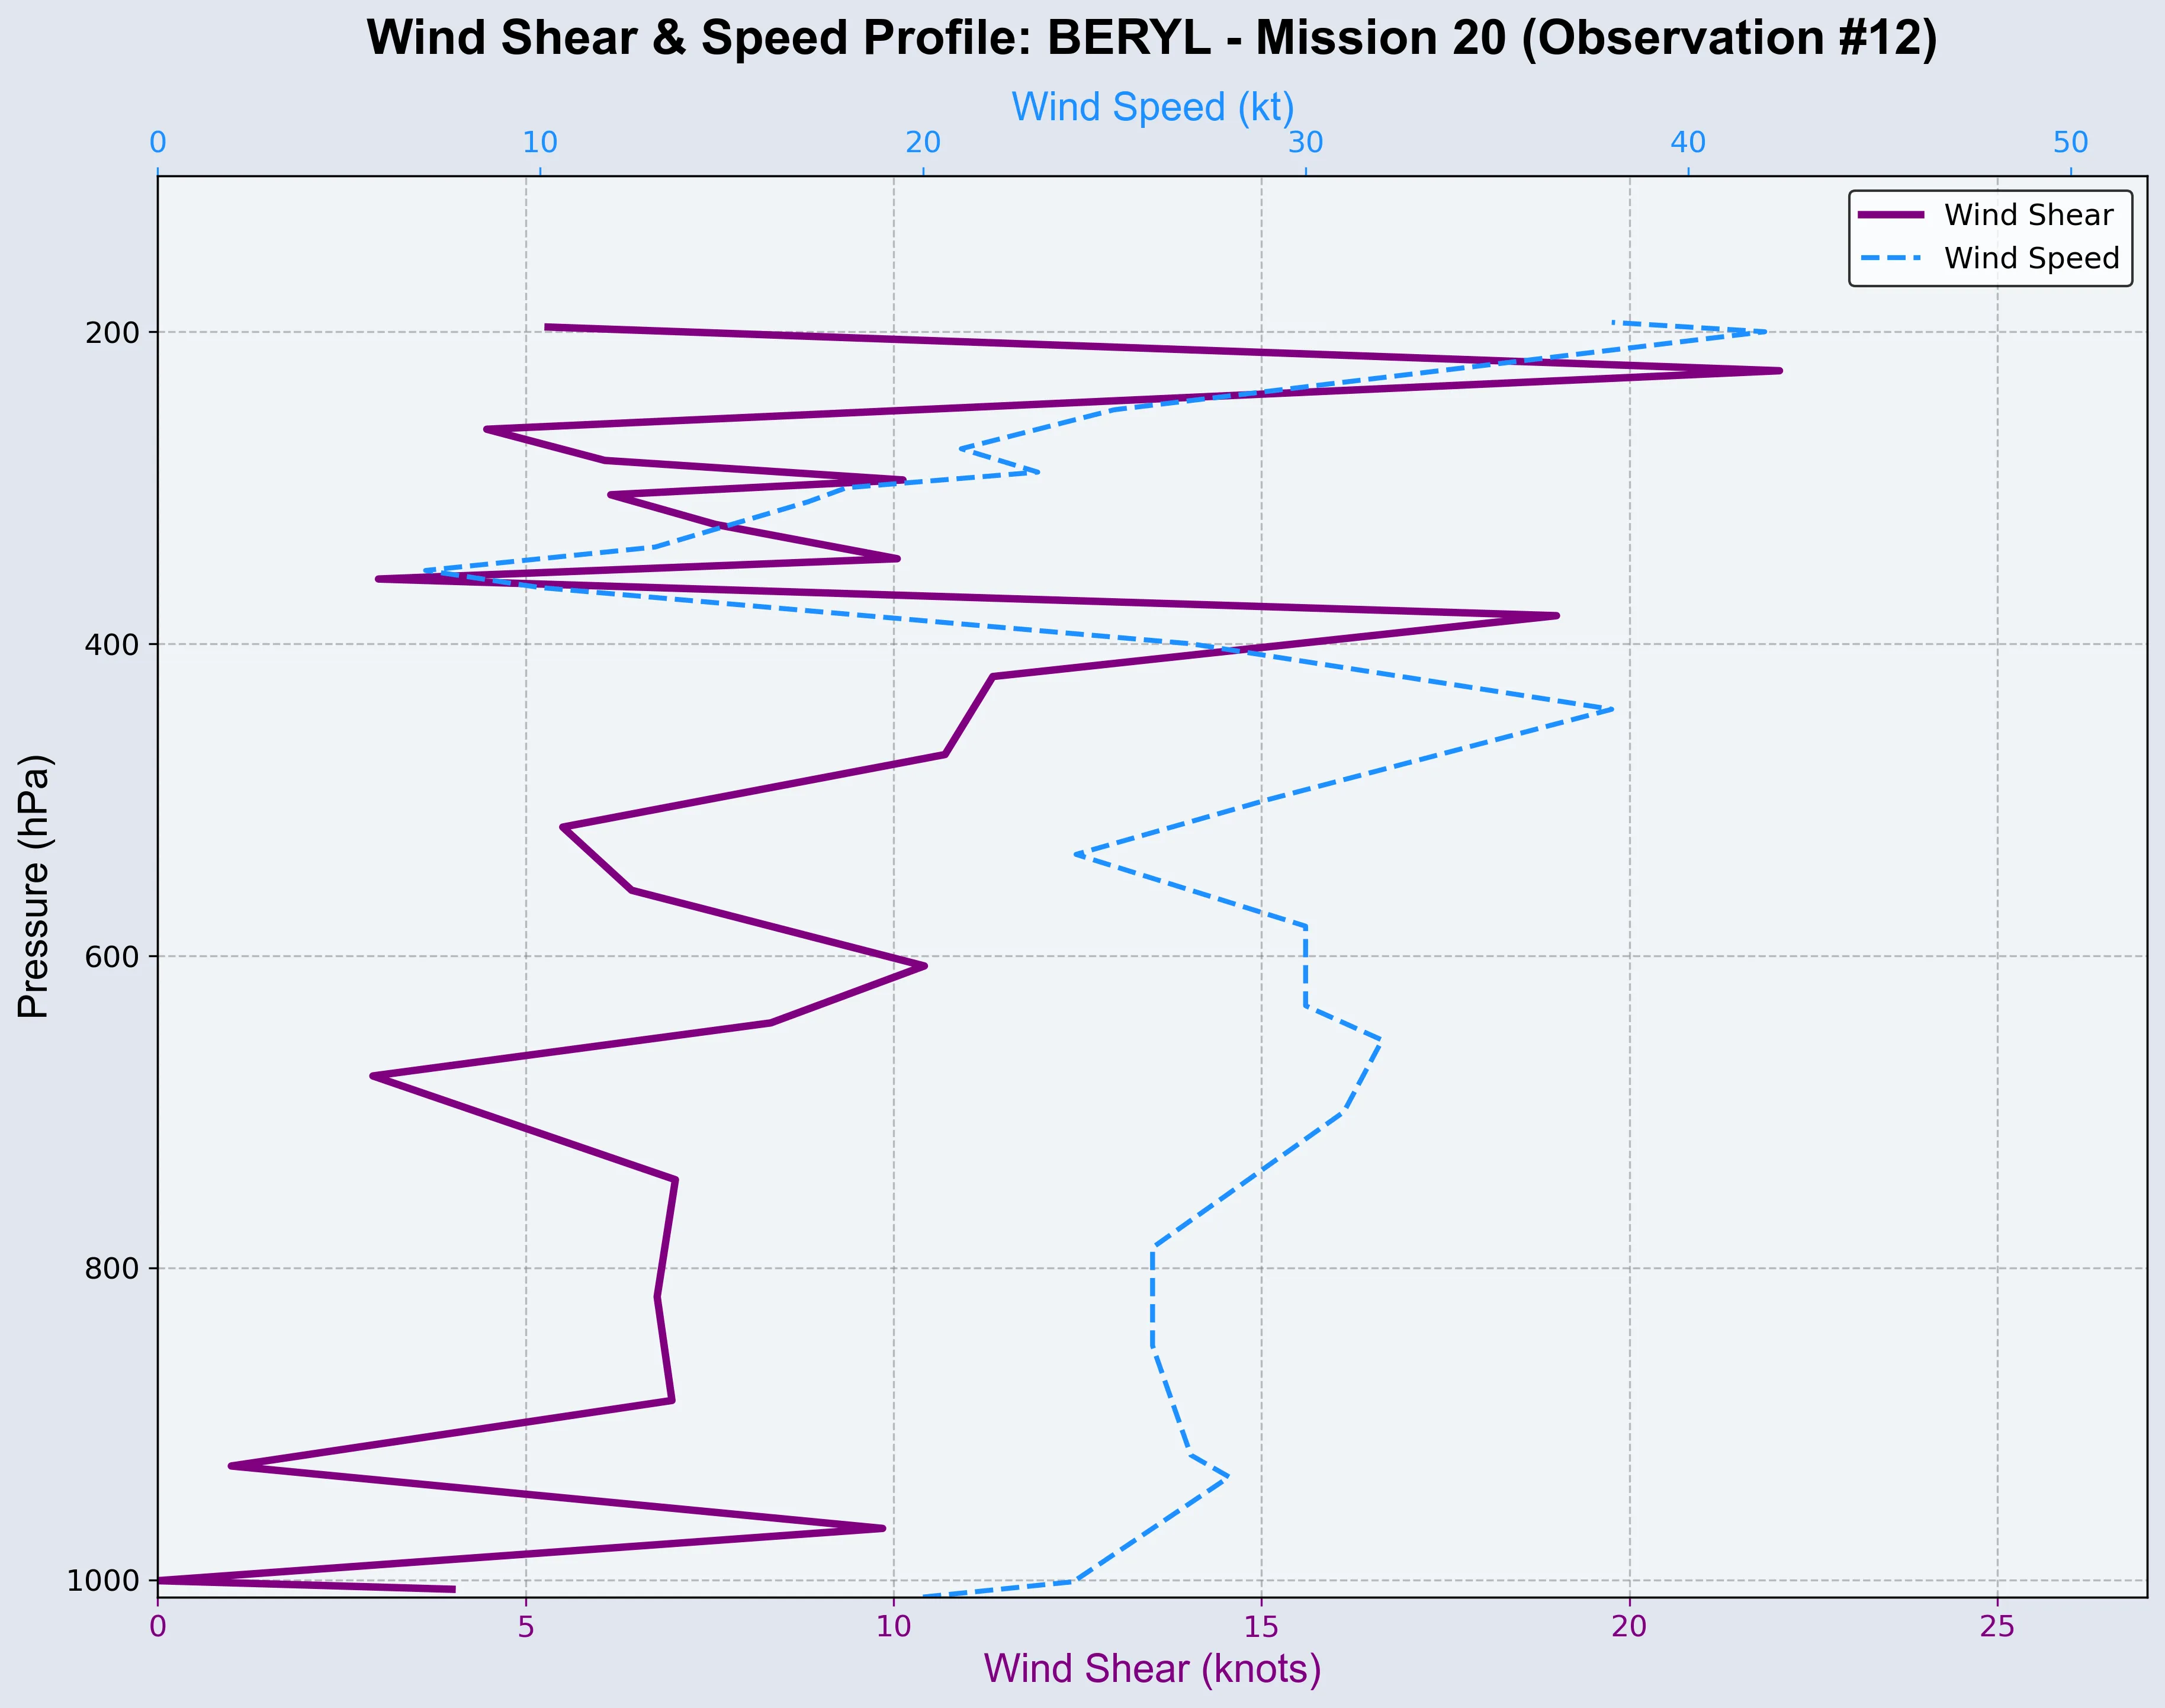 Wind Shear & Speed Profile: BERYL - Mission 20 (Observation #12)
Wind Speed (kt)
0 10 20 30 40 50
Wind Shear
Wind Speed
200
400
600
800
1000
Pressure (hPa)
0 5 10 15 20 25
Wind Shear (knots)